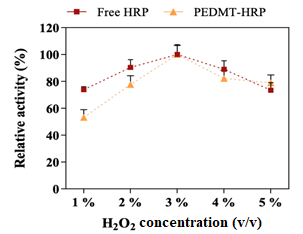 Free HRP PEDMT-HRP
Relative activity (%)
120
100
80
60
40
20
0
1 % 2 % 3 % 4 % 5 %
H₂O₂ concentration (v/v)